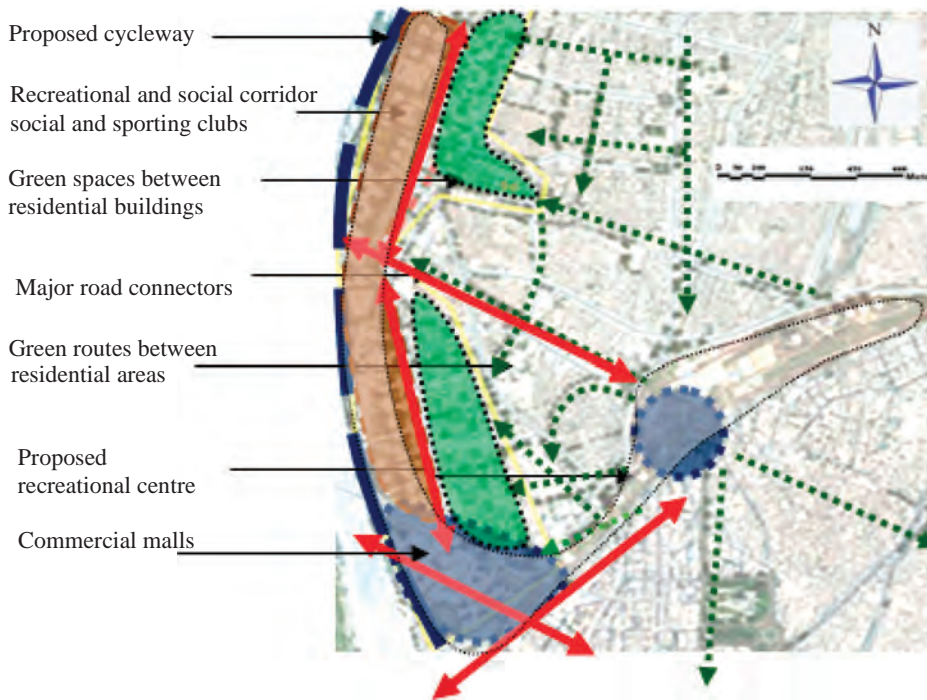 Proposed cycleway
Recreational and social corridor
social and sporting clubs
Green spaces between
residential buildings
Major road connectors
Green routes between
residential areas
Proposed
recreational centre
Commercial malls
N